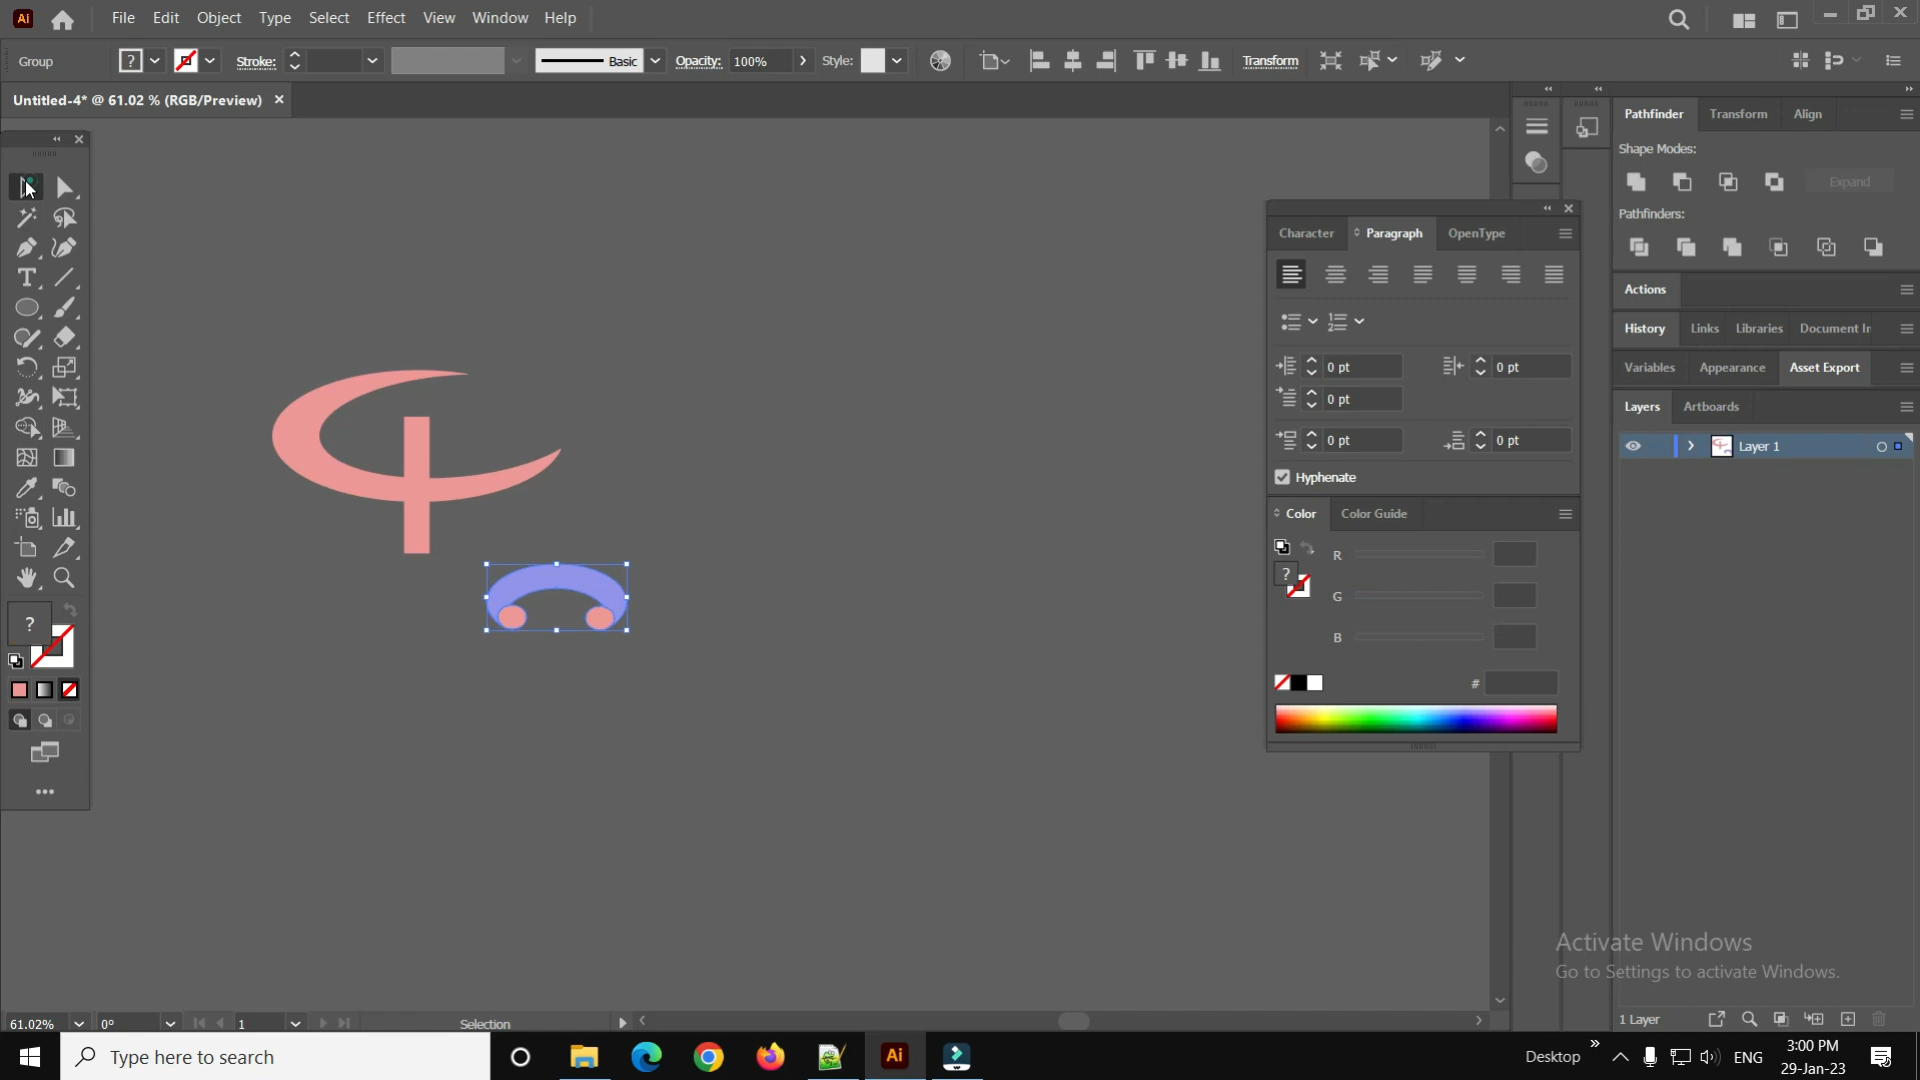 Ai File Edit Object Type Select Effect View Window Help
Group ? Stroke: Basic Opacity: 100% Style: Transform
Untitled-4* @ 61.02 % (RGB/Preview)
Pathfinder Transform Align
Shape Modes:
Expand
Pathfinders:
Character Paragraph OpenType
Actions
History Links Libraries Document In
0 pt 0 pt
Variables Appearance Asset Export
0 pt
Layers Artboards
0 pt 0 pt
Layer 1
Hyphenate
Color Color Guide
R
?
G
B
#
T
?
Activate Windows
Go to Settings to activate Windows.
61.02% 0° 1 Selection
1 Layer
Type here to search
Ai
Desktop ENG
3:00 PM
29-Jan-23